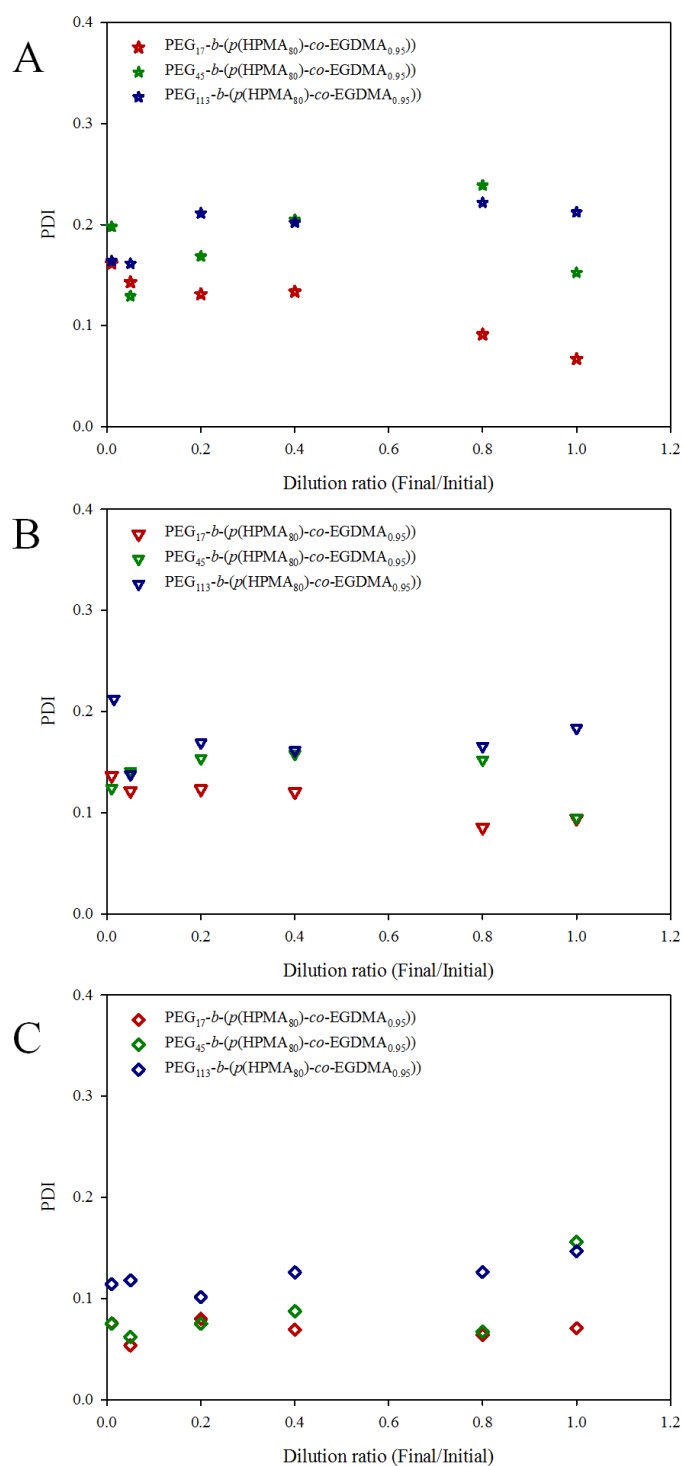 A
PEG17-b-(p(HPMA80)-co-EGDMA0.95))
PEG45-b-(p(HPMA80)-co-EGDMA0.95))
PEG113-b-(p(HPMA80)-co-EGDMA0.95))
0.4
0.3
0.2
0.1
0.0
PDI
0.0 0.2 0.4 0.6 0.8 1.0 1.2
Dilution ratio (Final/Initial)
B
PEG17-b-(p(HPMA80)-co-EGDMA0.95))
PEG45-b-(p(HPMA80)-co-EGDMA0.95))
PEG113-b-(p(HPMA80)-co-EGDMA0.95))
0.4
0.3
0.2
0.1
0.0
PDI
0.0 0.2 0.4 0.6 0.8 1.0 1.2
Dilution ratio (Final/Initial)
C
PEG17-b-(p(HPMA80)-co-EGDMA0.95))
PEG45-b-(p(HPMA80)-co-EGDMA0.95))
PEG113-b-(p(HPMA80)-co-EGDMA0.95))
0.4
0.3
0.2
0.1
0.0
PDI
0.0 0.2 0.4 0.6 0.8 1.0 1.2
Dilution ratio (Final/Initial)